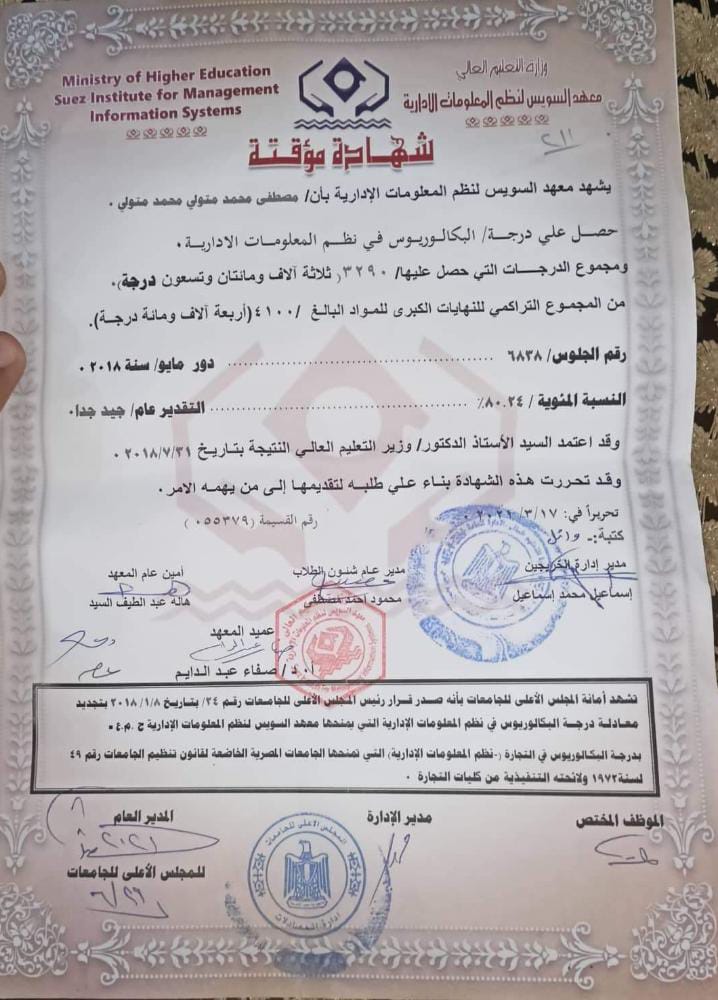 Ministry of Higher Education
Suez Institute for Management
Information Systems
وزارة التعليم العالي
معهد السويس لنظم المعلومات الادارية
شهادة مؤقتة
يشهد معهد السويس لنظم المعلومات الإدارية بأن/ مصطفى محمد متولي محمد متولي .
حصل علي درجة/ البكالوريوس في نظم المعلومات الادارية .
ومجموع الدرجات التي حصل عليها/ ٣٢٩٠( ثلاثة آلاف ومائتان وتسعون درجة).
من المجموع التراكمي للنهايات الكبرى للمواد البالغ /٤١٠٠(أربعة آلاف ومائة درجة).
رقم الجلوس/ ٦٨٣٨ دور مايو/ سنة ٢٠١٨ .
النسبة المئوية / ٨٠.٢٤٪ التقدير عام/ جيد جدا.
وقد اعتمد السيد الأستاذ الدكتور/ وزير التعليم العالي النتيجة بتاريخ ٢٠١٨/٧/٣١ .
وقد تحررت هذه الشهادة بناء علي طلبه لتقديمها إلى من يهمه الامر .
تحريراً في: ٣/١٧/
رقم القسيمة (٠٥٥٣٧٩)
كتبة:ـ
مدير إدارة الخريجين مدير عام شئون الطلاب أمين عام المعهد
إسماعيل محمد إسماعيل محمود أحمد مصطفى هالة عبد الطيف السيد
عميد المعهد
أ.د/ صفاء عبد الدايم
تشهد أمانة المجلس الأعلى للجامعات بأنه صدر قرار رئيس المجلس الأعلى للجامعات رقم /٢٤ بتاريخ ٢٠١٨/١/٨ بتجديد
معادلة درجة البكالوريوس في نظم المعلومات الإدارية التي يمنحها معهد السويس لنظم المعلومات الإدارية ج .م.ع -
بدرجة البكالوريوس في التجارة (-نظم المعلومات الإدارية) التي تمنحها الجامعات المصرية الخاضعة لقانون تنظيم الجامعات رقم ٤٩
لسنة١٩٧٢ ولائحته التنفيذية من كليات التجارة .
الموظف المختص مدير الإدارة المدير العام
للمجلس الأعلى للجامعات
المجلس الأعلى للجامعات
إدارة المعادلات